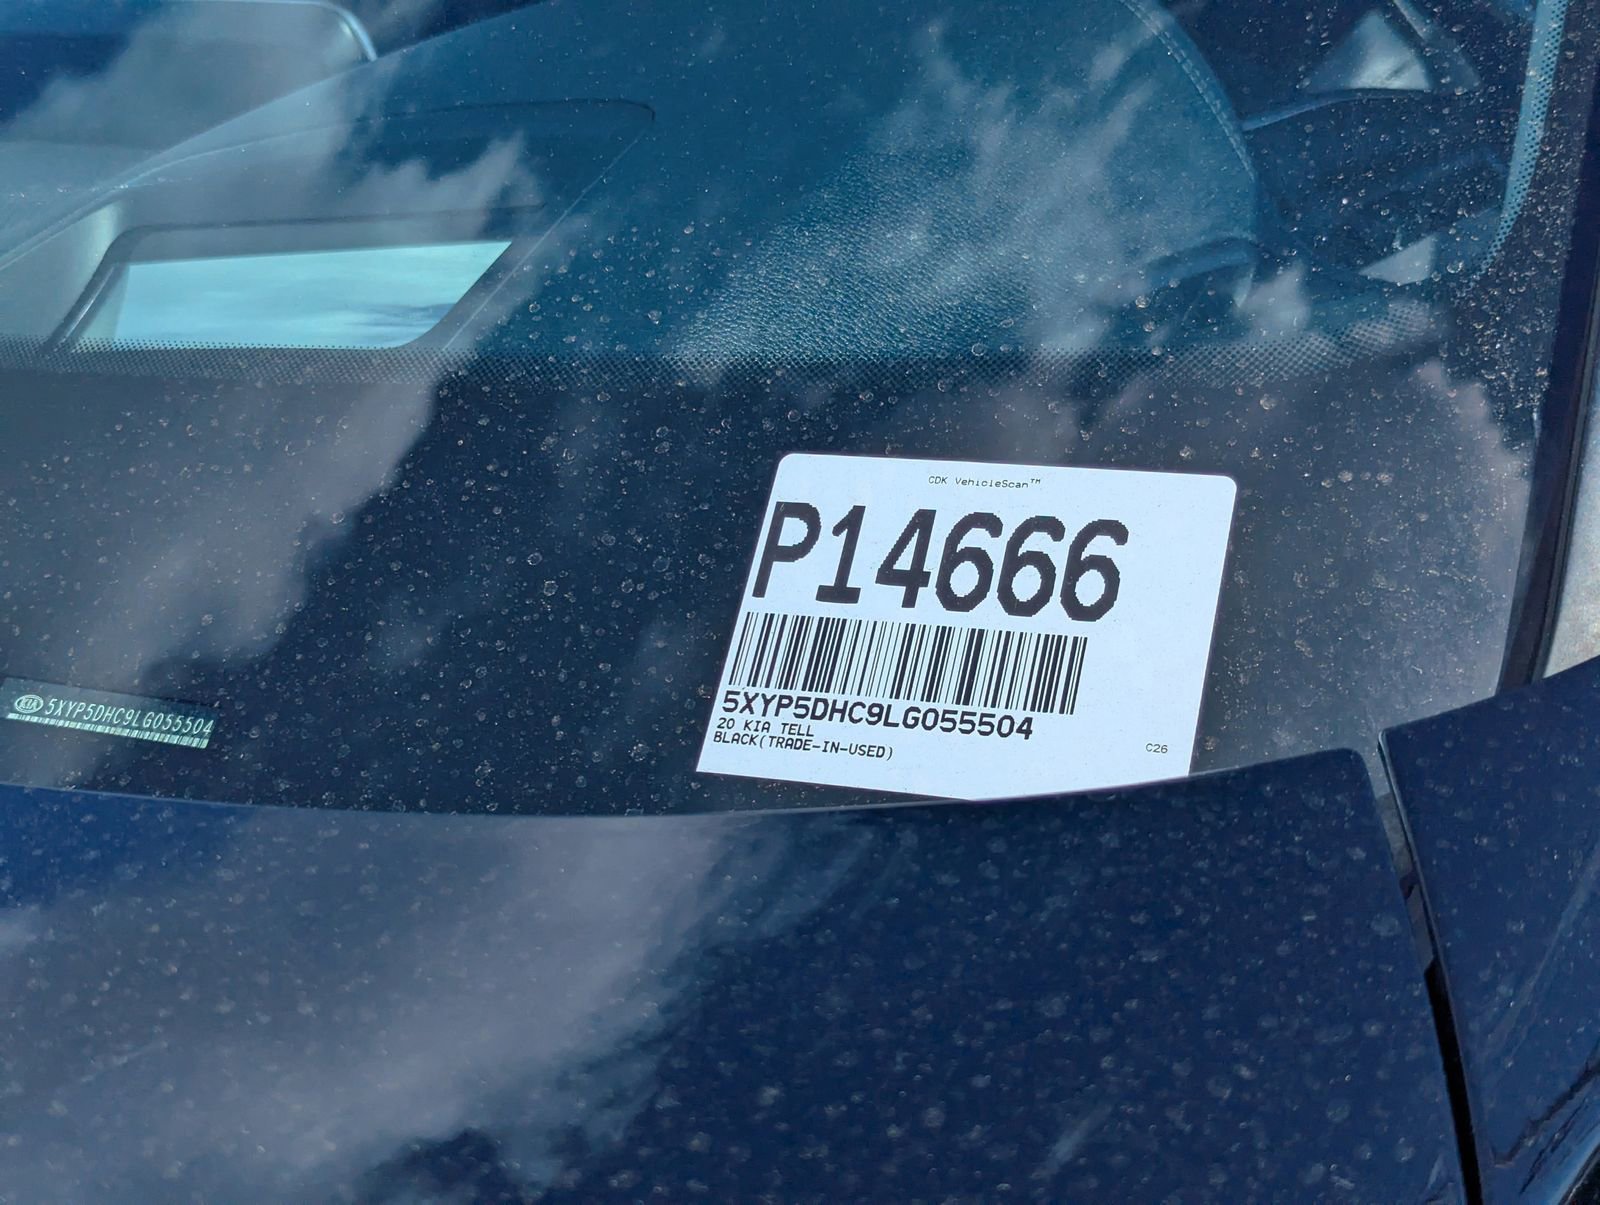 CDK VehicleScan™
P14666
5XYP5DHC9LG055504
20 KIA TELL
BLACK(TRADE-IN-USED)
C26
KIA 5XYP5DHC9LG055504